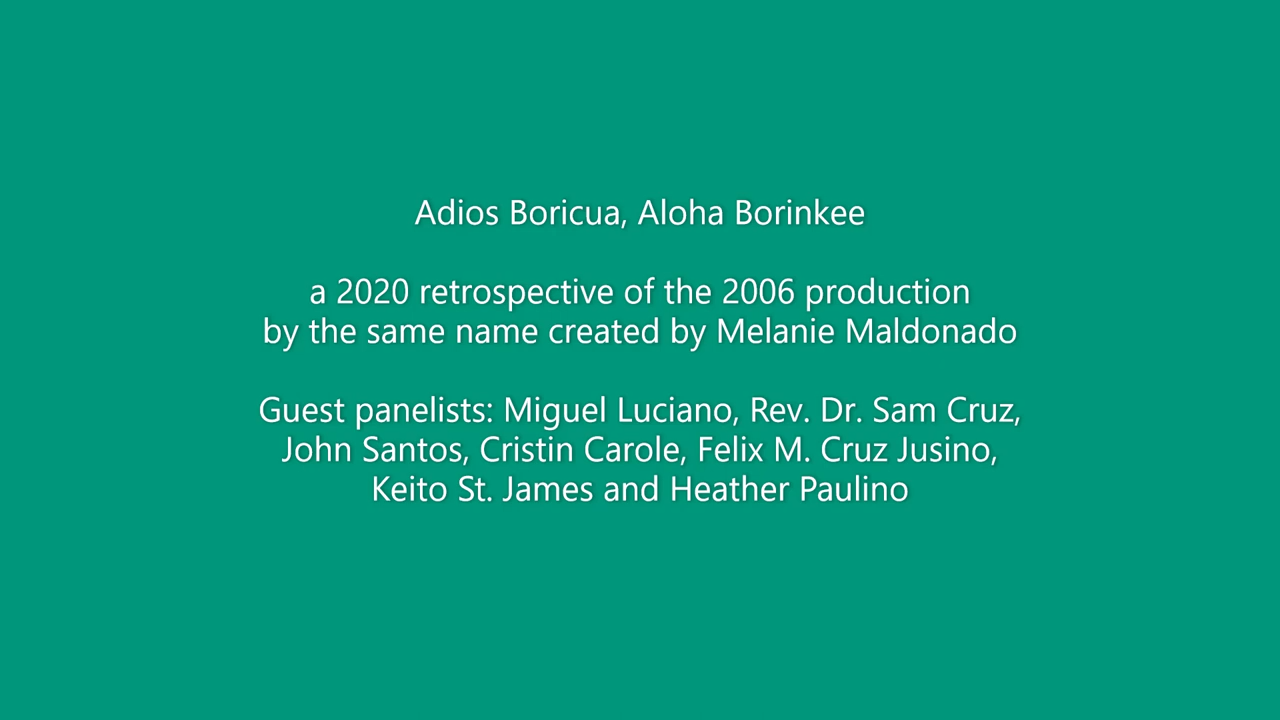 Adios Boricua, Aloha Borinkee
a 2020 retrospective of the 2006 production
by the same name created by Melanie Maldonado
Guest panelists: Miguel Luciano, Rev. Dr. Sam Cruz,
John Santos, Cristin Carole, Felix M. Cruz Jusino,
Keito St. James and Heather Paulino